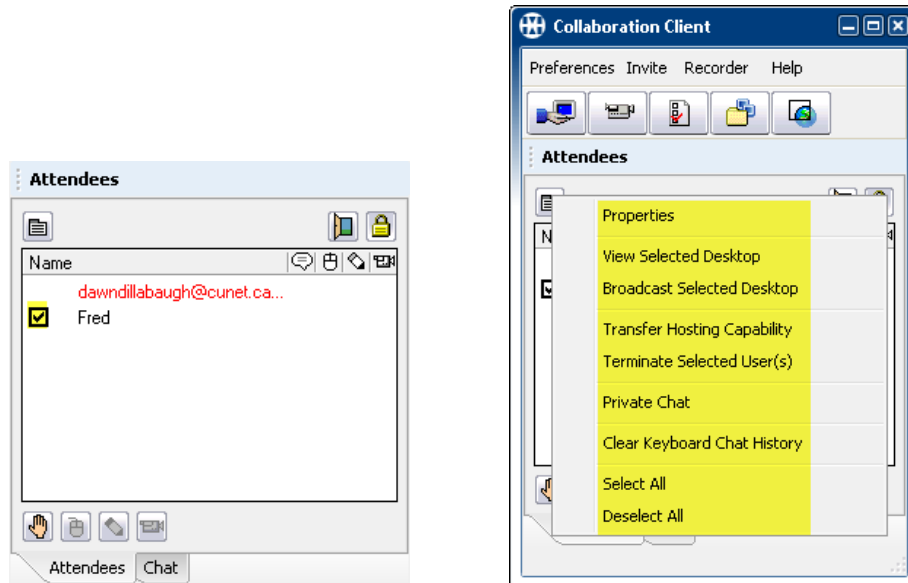 Attendees
Name
dawndillabaugh@cunet.ca...
Fred
Attendees Chat
Collaboration Client
Preferences Invite Recorder Help
Attendees
N
Properties
View Selected Desktop
Broadcast Selected Desktop
Transfer Hosting Capability
Terminate Selected User(s)
Private Chat
Clear Keyboard Chat History
Select All
Deselect All